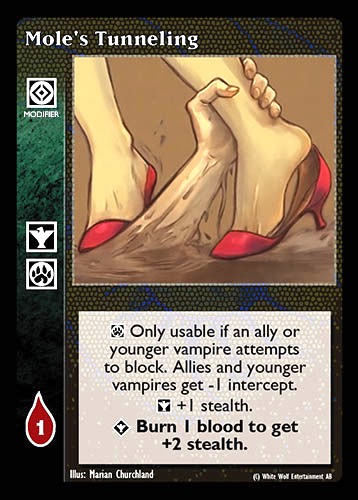 Mole's Tunneling
MODIFIER
Only usable if an ally or
younger vampire attempts
to block. Allies and younger
vampires get -1 intercept.
+1 stealth.
Burn 1 blood to get
+2 stealth.
1
Illus: Marian Churchland
(C) White Wolf Entertainment AB